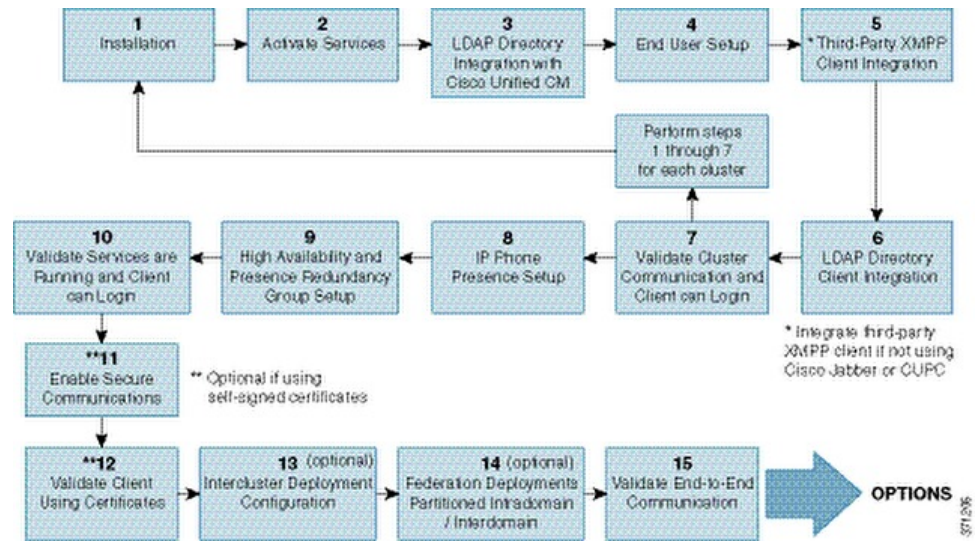 1
Installation
2
Activate Services
3
LDAP Directory
Integration with
Cisco Unified CM
4
End User Setup
5
* Third-Party XMPP
Client Integration
Perform steps
1 through 7
for each cluster
10
Validate Services are
Running and Client
can Login
9
High Availability and
Presence Redundancy
Group Setup
8
IP Phone
Presence Setup
7
Validate Cluster
Communication and
Client can Login
6
LDAP Directory
Client Integration
* Integrate third-party
XMPP client if not using
Cisco Jabber or CUPC
**11
Enable Secure
Communications
** Optional if using
self-signed certificates
**12
Validate Client
Using Certificates
13 (optional)
Intercluster Deployment
Configuration
14 (optional)
Federation Deployments
Partitioned Intradomain
/ Interdomain
15
Validate End-to-End
Communication
OPTIONS